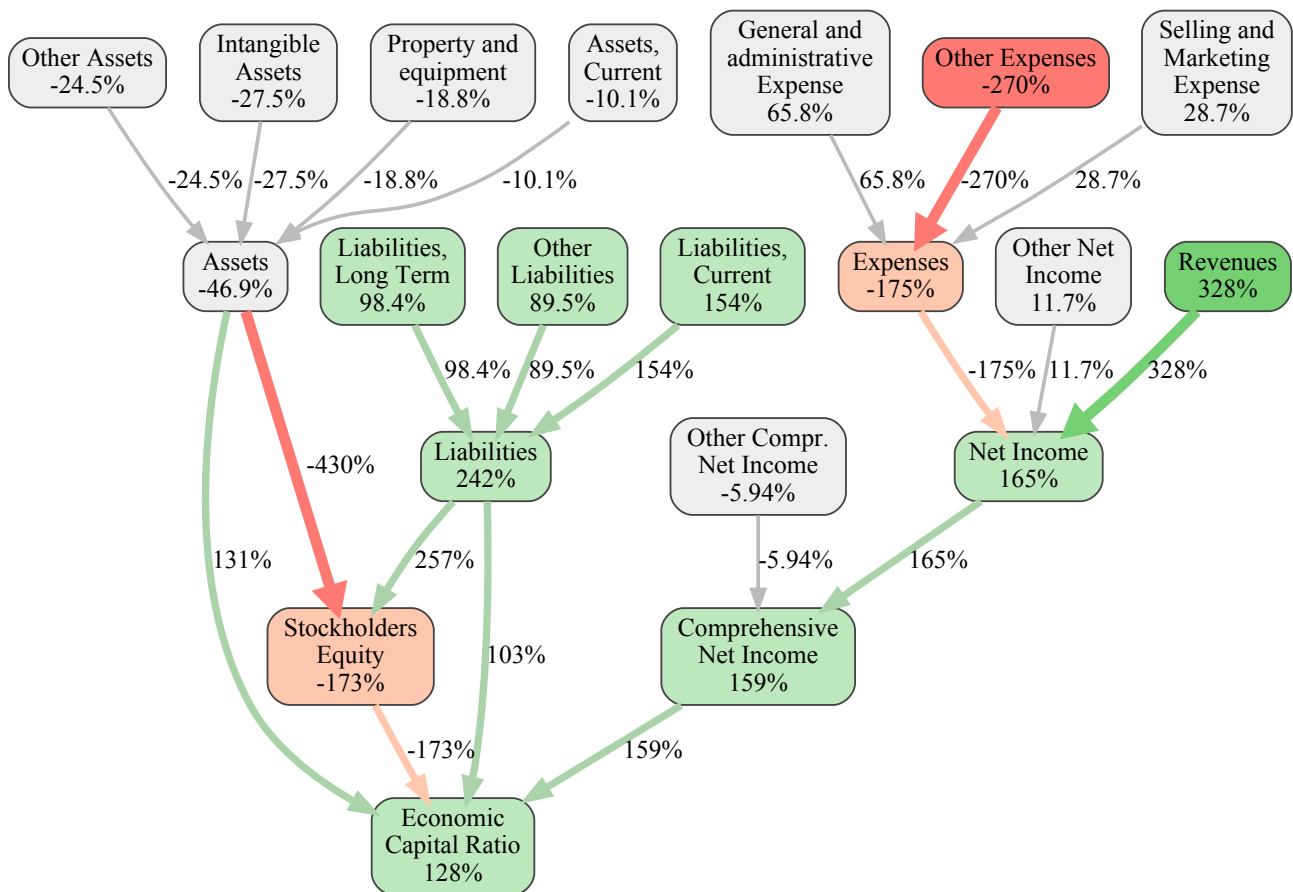 Other Assets
-24.5%
Intangible
Assets
-27.5%
Property and
equipment
-18.8%
Assets,
Current
-10.1%
General and
administrative
Expense
65.8%
Other Expenses
-270%
Selling and
Marketing
Expense
28.7%
-24.5%
-27.5%
-18.8%
-10.1%
65.8%
-270%
28.7%
Assets
-46.9%
Liabilities,
Long Term
98.4%
Other
Liabilities
89.5%
Liabilities,
Current
154%
Expenses
-175%
Other Net
Income
11.7%
Revenues
328%
98.4%
89.5%
154%
-175%
11.7%
328%
-430%
Liabilities
242%
Other Compr.
Net Income
-5.94%
Net Income
165%
131%
257%
-5.94%
165%
Stockholders
Equity
-173%
103%
Comprehensive
Net Income
159%
-173%
159%
Economic
Capital Ratio
128%